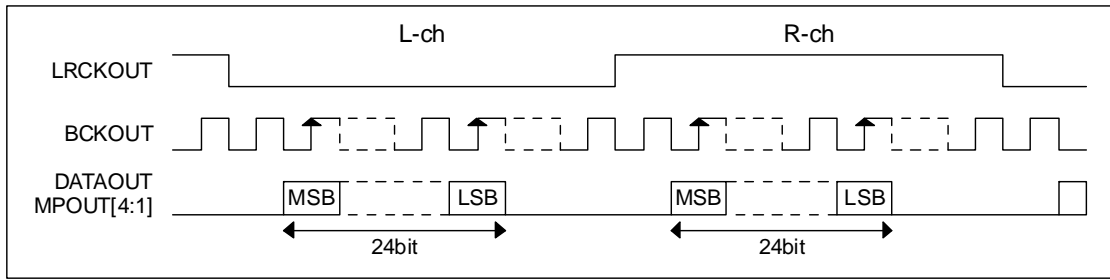 L-ch R-ch
LRCKOUT
BCKOUT
DATAOUT
MPOUT[4:1]
MSB LSB MSB LSB
24bit 24bit